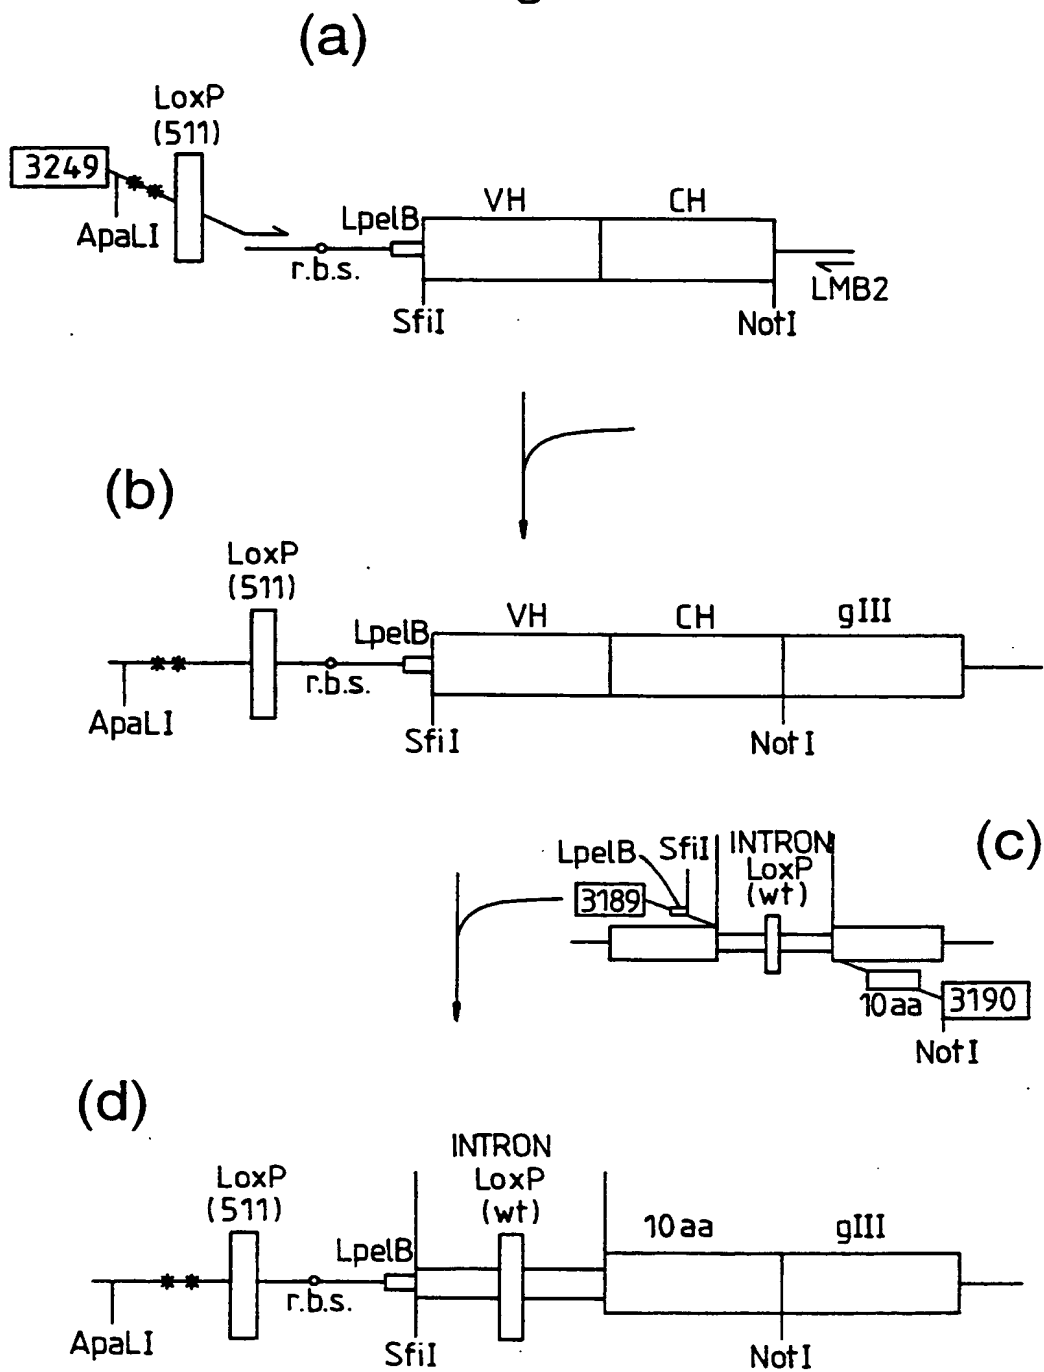 (a)
LoxP
(511)
3249
ApaLI
LpelB
VH
CH
r.b.s.
LMB2
SfiI
NotI
(b)
LoxP
(511)
LpelB
VH
CH
gIII
r.b.s.
ApaLI
SfiI
NotI
(c)
LpelB
SfiI
INTRON
LoxP
(wt)
3189
10aa
3190
NotI
(d)
INTRON
LoxP
(511)
LoxP
(wt)
LpelB
10aa
gIII
r.b.s.
ApaLI
SfiI
NotI